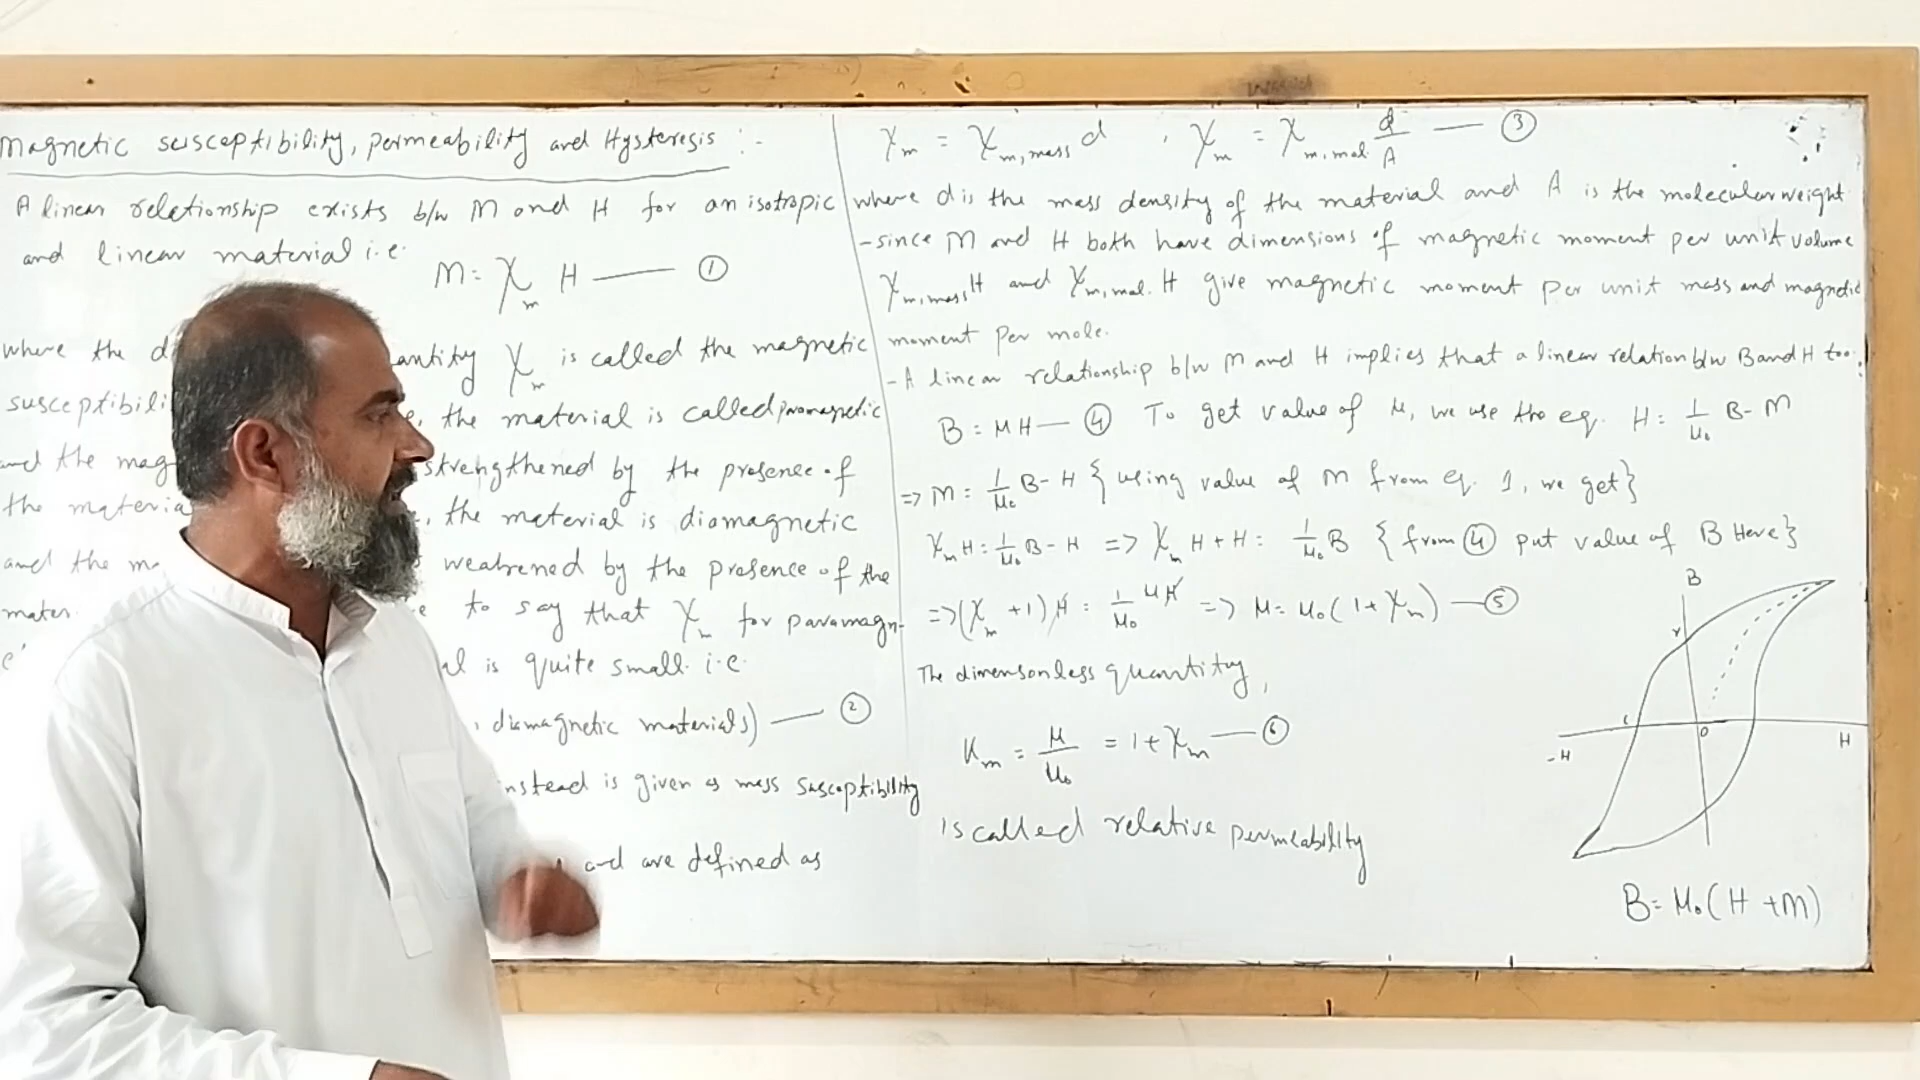 Magnetic susceptibility, permeability and Hysteresis :-
A linear relationship exists b/w M and H for an isotropic
and linear material i.e.
M = χm H —— ①
where the d antity χm is called the magnetic
susceptibili e, the material is called paramagnetic
and the mag strengthened by the presence of
the materia , the material is diamagnetic
and the m weakened by the presence of the
mater e to say that χm for paramagn-
al is quite small i.e.
, diamagnetic materials) —— ②
instead is given as mass susceptibility
and are defined as
χm = χm,mass d , χm = χm,mol. d/A —— ③
where d is the mass density of the material and A is the molecular weight
-since M and H both have dimensions of magnetic moment per unit volume
χm,mass H and χm,mol. H give magnetic moment per unit mass and magnetic
moment per mole.
-A linear relationship b/w M and H implies that a linear relation b/w B and H too.
B = μH — ④ To get value of μ, we use the eq. H = 1/μ₀ B - M
=> M = 1/μ₀ B - H {using value of M from eq. 1, we get}
χm H = 1/μ₀ B - H => χm H + H = 1/μ₀ B {from ④ put value of B Here}
=> (χm + 1) H = 1/μ₀ μH => μ = μ₀(1 + χm) — ⑤
The dimensonless quantity,
Km = μ/μ₀ = 1 + χm — ⑥
is called relative permeability
B
r
c
O
-H
H
B = μ₀(H + M)